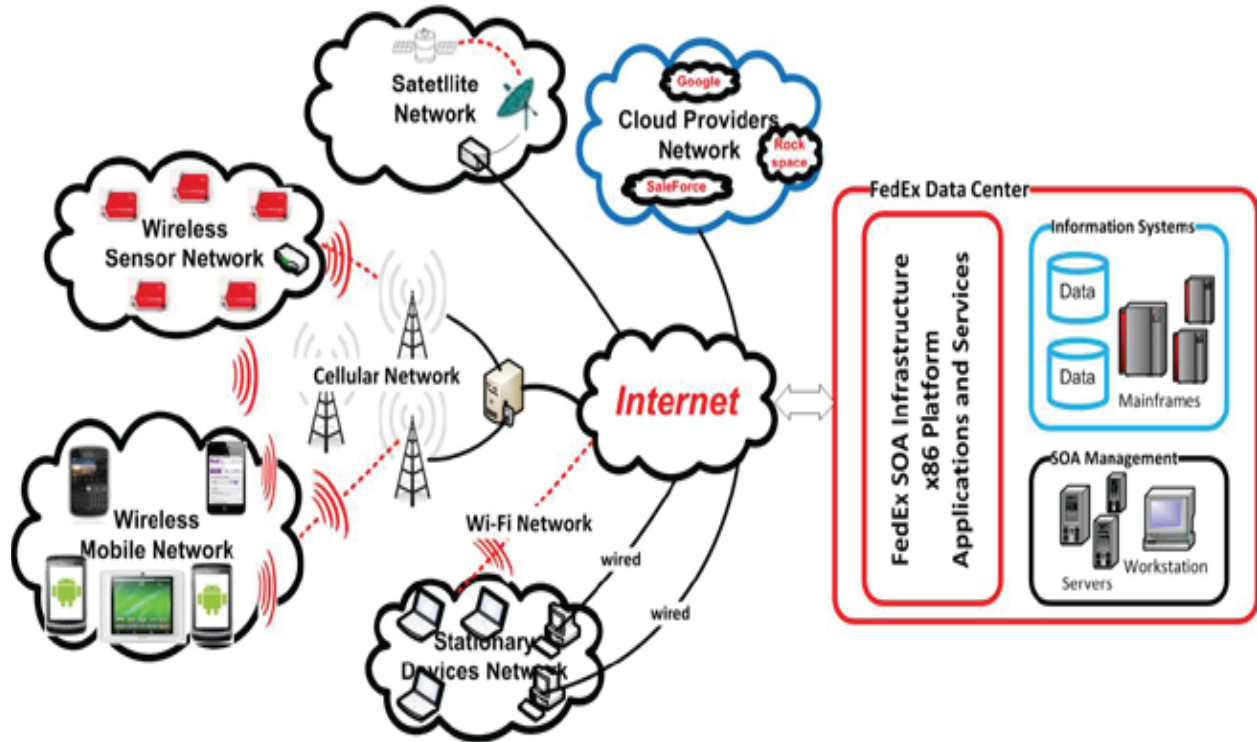 Satetllite
Network
Google
Cloud Providers
Network
Rock
space
SaleForce
Wireless
Sensor Network
Cellular Network
Internet
Wireless
Mobile Network
Wi-Fi Network
wired
wired
Stationary
Devices Network
FedEx Data Center
FedEx SOA Infrastructure
x86 Platform
Applications and Services
Information Systems
Data
Data
Mainframes
SOA Management
Servers
Workstation